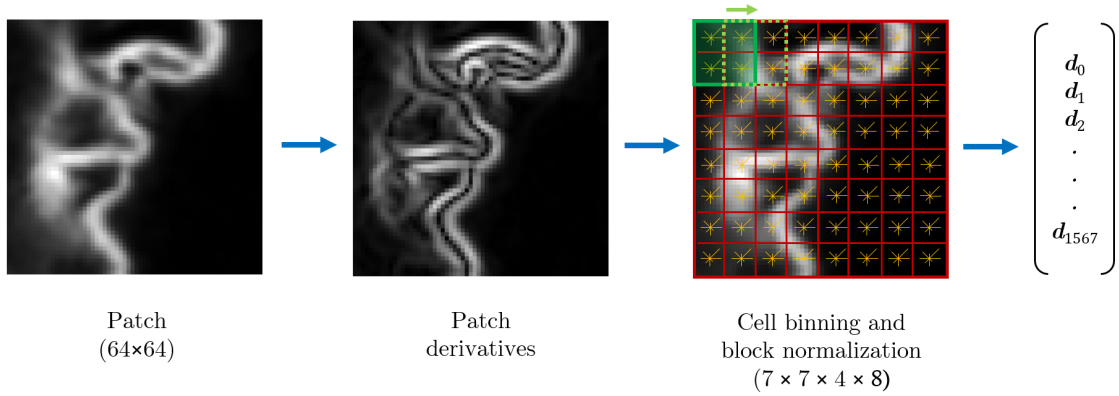 Patch
(64×64)
Patch
derivatives
Cell binning and
block normalization
(7 × 7 × 4 × 8)
d₀
d₁
d₂
.
.
.
d₁₅₆₇